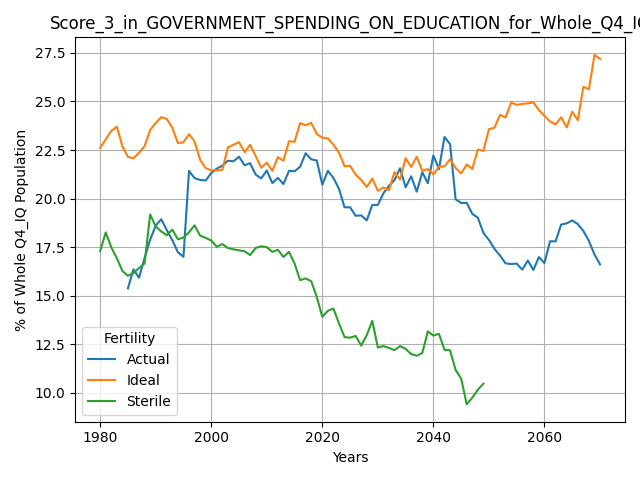 Score_3_in_GOVERNMENT_SPENDING_ON_EDUCATION_for_Whole_Q4_IQ
27.5
25.0
22.5
20.0
17.5
15.0
12.5
10.0
% of Whole Q4_IQ Population
Fertility
Actual
Ideal
Sterile
1980 2000 2020 2040 2060
Years